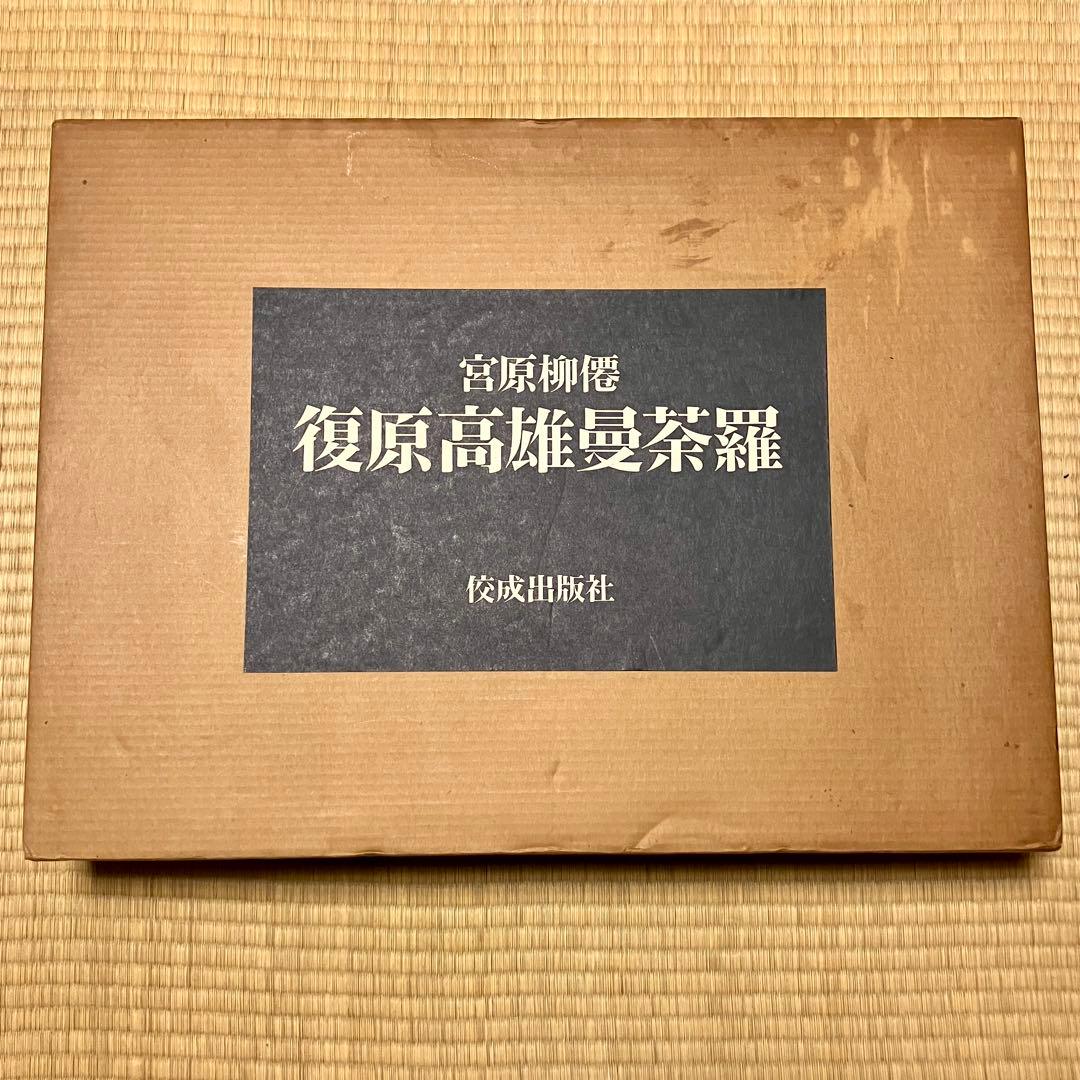 宮原柳僊
復原高雄曼荼羅
佼成出版社